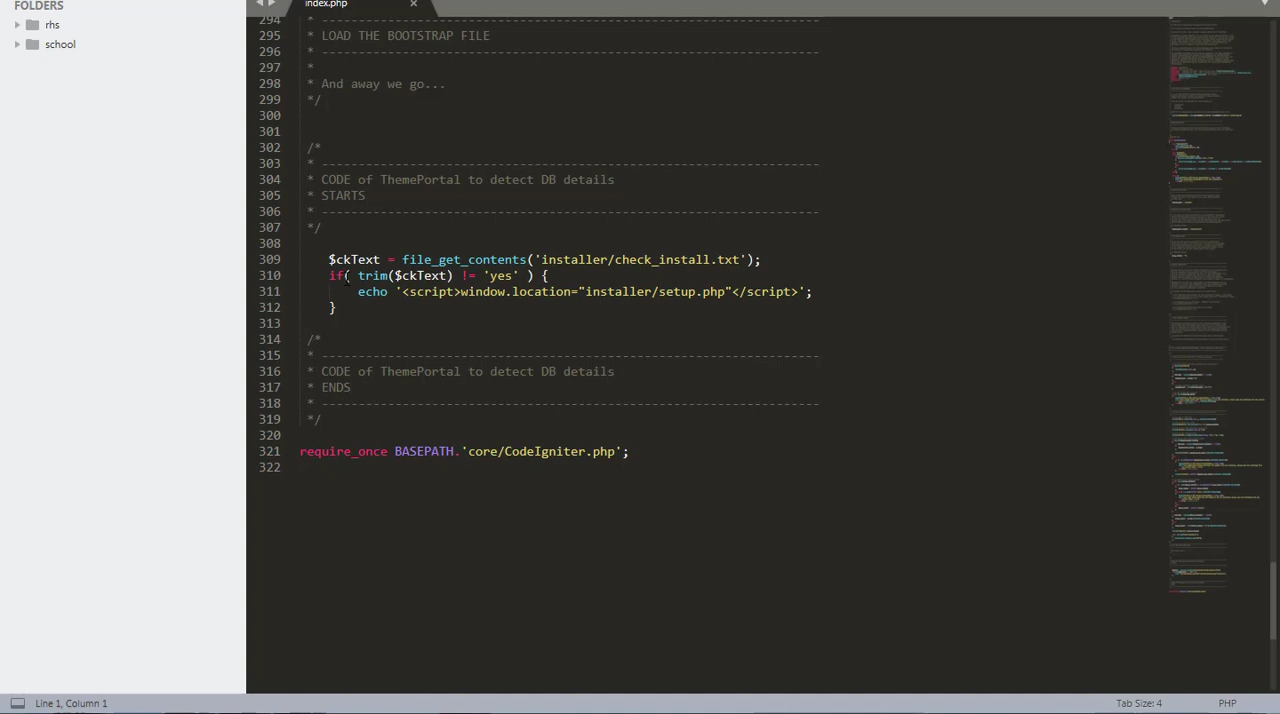 FOLDERS
rhs
school
index.php
294 * ------------------------------------------------------------------
295 * LOAD THE BOOTSTRAP FILE
296 * --------------------------------------------------------------------
297 *
298 * And away we go...
299 */
300
301
302 /*
303 * --------------------------------------------------------------------
304 * CODE of ThemePortal to detect DB details
305 * STARTS
306 * --------------------------------------------------------------------
307 */
308
309 $ckText = file_get_contents('installer/check_install.txt');
310 if( trim($ckText) != 'yes' ) {
311 echo '<script>window.location="installer/setup.php"</script>';
312 }
313
314 /*
315 * --------------------------------------------------------------------
316 * CODE of ThemePortal to detect DB details
317 * ENDS
318 * --------------------------------------------------------------------
319 */
320
321 require_once BASEPATH.'core/CodeIgniter.php';
322
Line 1, Column 1
Tab Size: 4
PHP